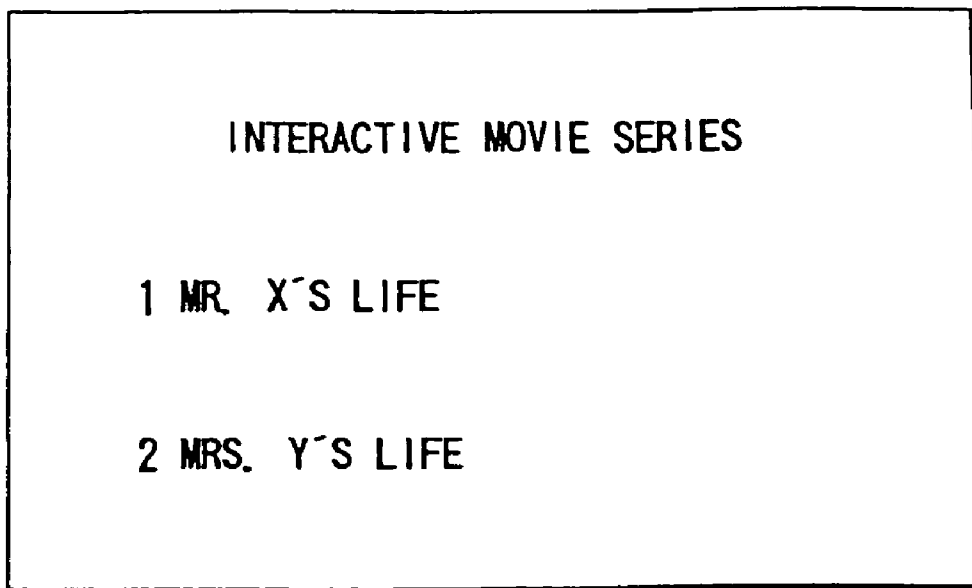 INTERACTIVE MOVIE SERIES
1 MR. X´S LIFE
2 MRS. Y´S LIFE